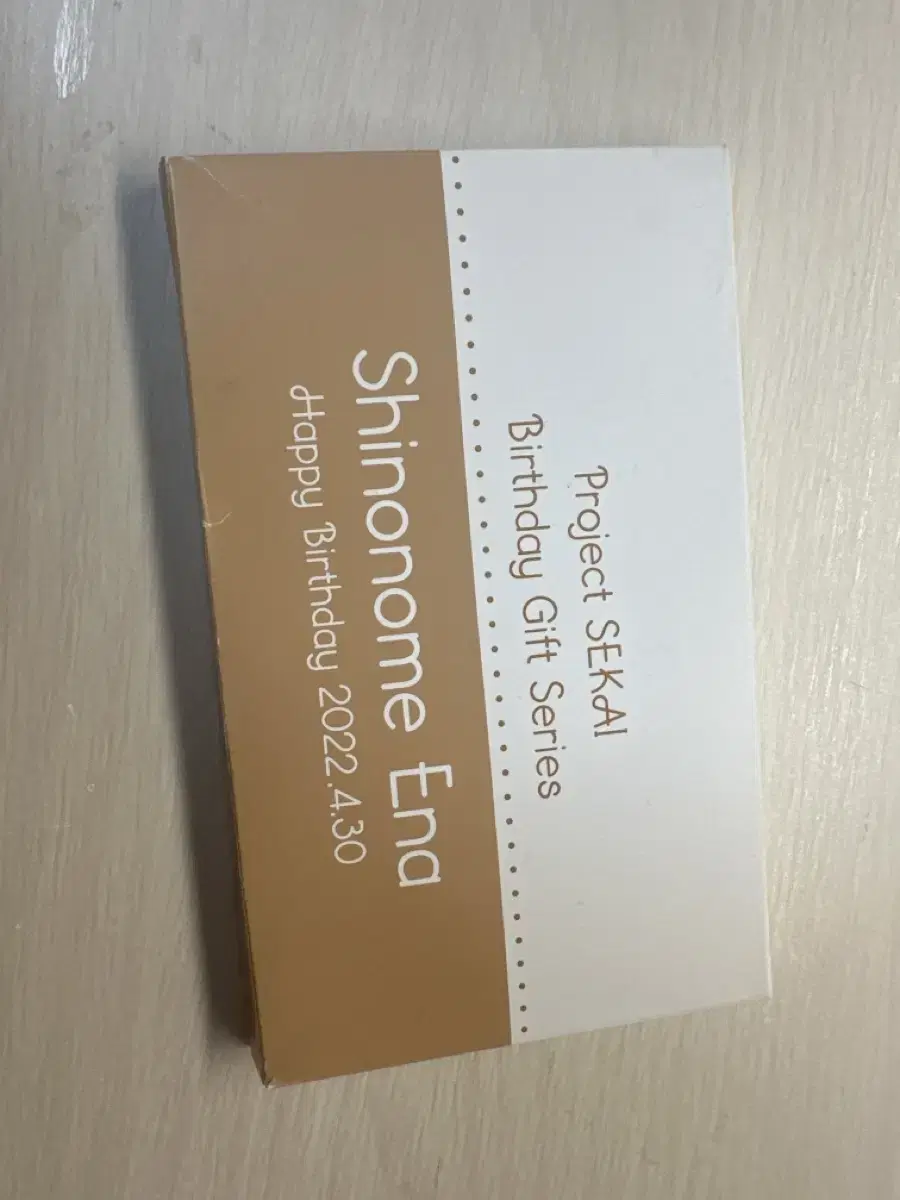 Project SEKAI
Birthday Gift Series
Shinonome Ena
Happy Birthday 2022.4.30